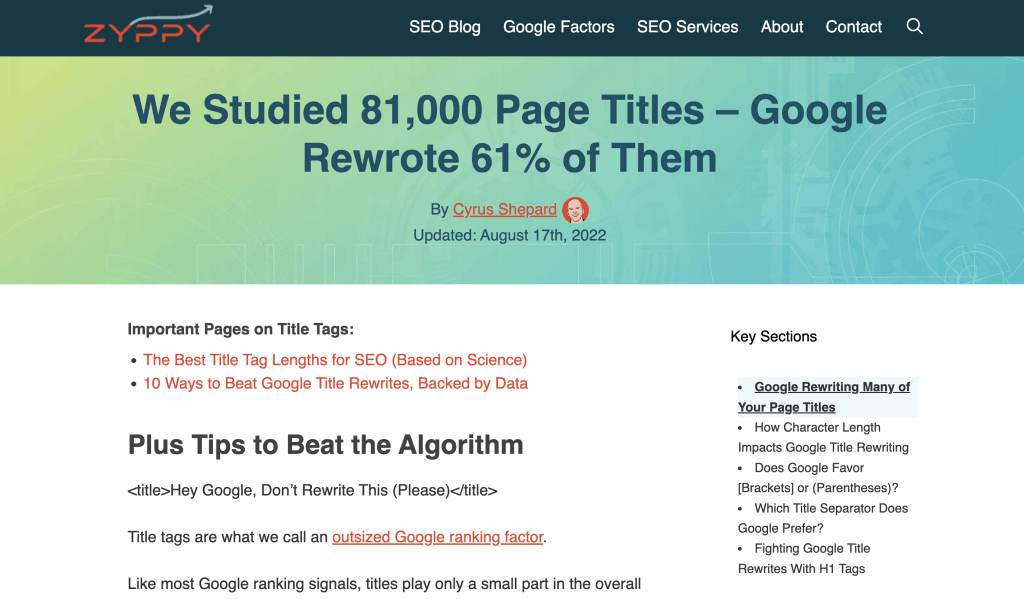 ZYPPY
SEO Blog
Google Factors
SEO Services
About
Contact
We Studied 81,000 Page Titles – Google
Rewrote 61% of Them
By Cyrus Shepard
Updated: August 17th, 2022
Important Pages on Title Tags:
• The Best Title Tag Lengths for SEO (Based on Science)
• 10 Ways to Beat Google Title Rewrites, Backed by Data
Plus Tips to Beat the Algorithm
<title>Hey Google, Don’t Rewrite This (Please)</title>
Title tags are what we call an outsized Google ranking factor.
Like most Google ranking signals, titles play only a small part in the overall
Key Sections
• Google Rewriting Many of
Your Page Titles
• How Character Length
Impacts Google Title Rewriting
• Does Google Favor
[Brackets] or (Parentheses)?
• Which Title Separator Does
Google Prefer?
• Fighting Google Title
Rewrites With H1 Tags